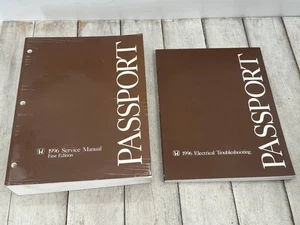 PASSPORT
1996 Service Manual
First Edition
PASSPORT
1996 Electrical Troubleshooting